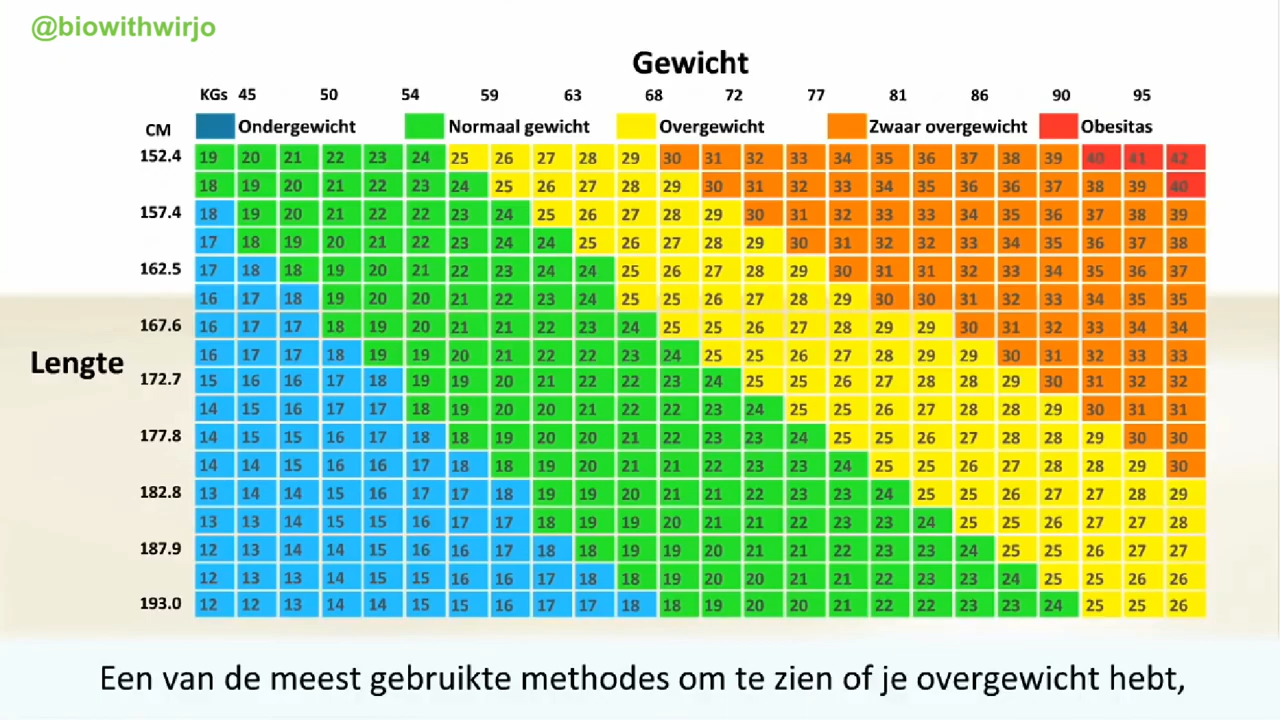 @biowithwirjo
Gewicht
KGs 45 50 54 59 63 68 72 77 81 86 90 95
CM Ondergewicht Normaal gewicht Overgewicht Zwaar overgewicht Obesitas
152.4 19 20 21 22 23 24 25 26 27 28 29 30 31 32 33 34 35 36 37 38 39 40 41 42
18 19 20 21 22 23 24 25 26 27 28 29 30 31 32 33 34 35 36 36 37 38 39 40
157.4 18 19 20 21 22 22 23 24 25 26 27 28 29 30 31 32 33 33 34 35 36 37 38 39
17 18 19 20 21 22 23 24 24 25 26 27 28 29 30 31 32 32 33 34 35 36 37 38
162.5 17 18 18 19 20 21 22 23 24 24 25 26 27 28 29 30 31 31 32 33 34 35 36 37
16 17 18 19 20 20 21 22 23 24 25 25 26 27 28 29 30 30 31 32 33 34 35 35
167.6 16 17 17 18 19 20 21 21 22 23 24 25 25 26 27 28 29 29 30 31 32 33 34 34
Lengte 16 17 17 18 19 19 20 21 22 22 23 24 25 25 26 27 28 29 29 30 31 32 33 33
172.7 15 16 16 17 18 19 19 20 21 22 22 23 24 25 25 26 27 28 28 29 30 31 32 32
14 15 16 17 17 18 19 20 20 21 22 22 23 24 25 25 26 27 28 28 29 30 31 31
177.8 14 15 15 16 17 18 18 19 20 20 21 22 23 23 24 25 25 26 27 28 28 29 30 30
14 14 15 16 16 17 18 18 19 20 21 21 22 23 23 24 25 25 26 27 28 28 29 30
182.8 13 14 14 15 16 17 17 18 19 19 20 21 21 22 23 23 24 25 25 26 27 27 28 29
13 13 14 15 15 16 17 17 18 19 19 20 21 21 22 23 23 24 25 25 26 27 27 28
187.9 12 13 14 14 15 16 16 17 18 18 19 19 20 21 21 22 23 23 24 25 25 26 27 27
12 13 13 14 15 15 16 16 17 18 18 19 20 20 21 21 22 23 23 24 25 25 26 26
193.0 12 12 13 14 14 15 15 16 17 17 18 18 19 20 20 21 22 22 23 23 24 25 25 26
Een van de meest gebruikte methodes om te zien of je overgewicht hebt,